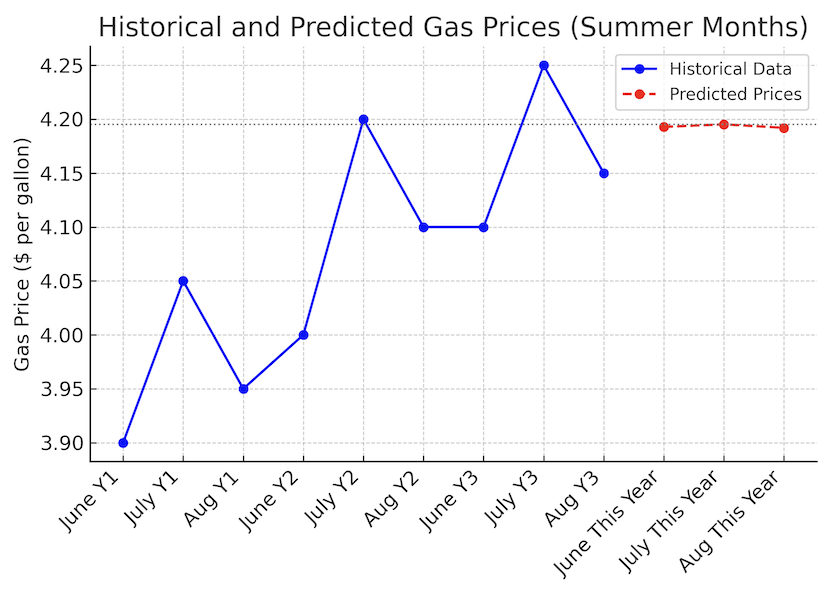 Historical and Predicted Gas Prices (Summer Months)
Historical Data
Predicted Prices
Gas Price ($ per gallon)
4.25
4.20
4.15
4.10
4.05
4.00
3.95
3.90
June Y1
July Y1
Aug Y1
June Y2
July Y2
Aug Y2
June Y3
July Y3
Aug Y3
June This Year
July This Year
Aug This Year